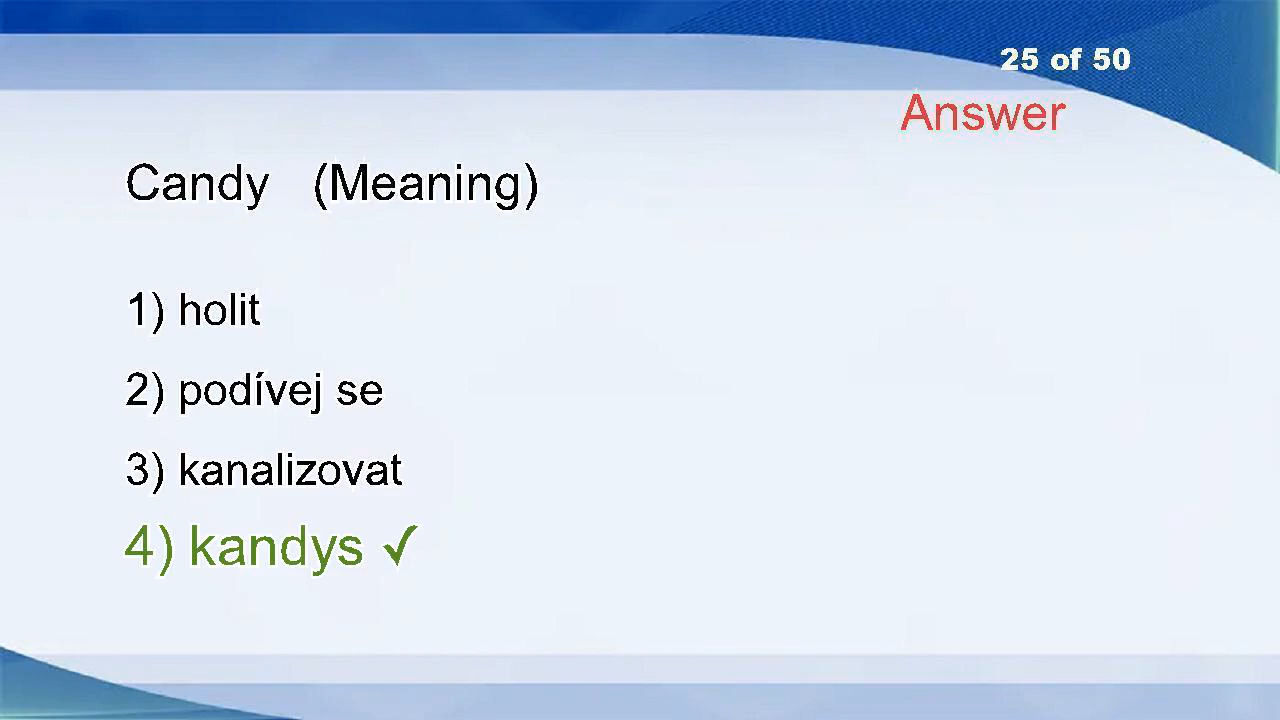 25 of 50
Answer
Candy (Meaning)
1) holit
2) podívej se
3) kanalizovat
4) kandys ✓